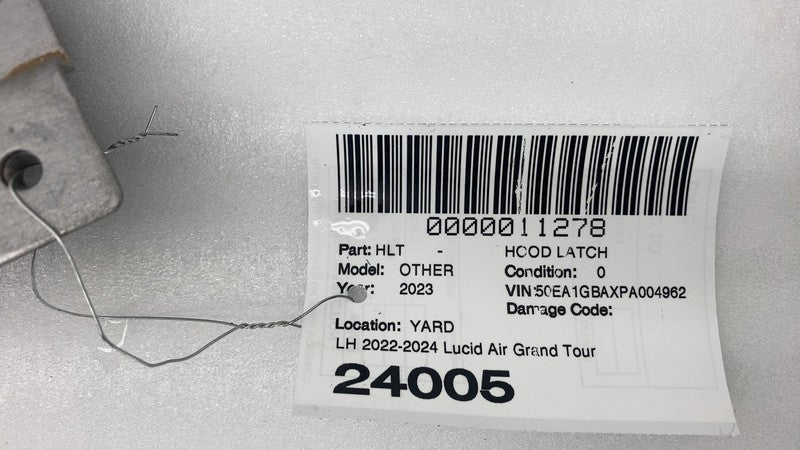 0000011278
Part: HLT - HOOD LATCH
Model: OTHER Condition: 0
Year: 2023 VIN:50EA1GBAXPA004962
Damage Code:
Location: YARD
LH 2022-2024 Lucid Air Grand Tour
24005